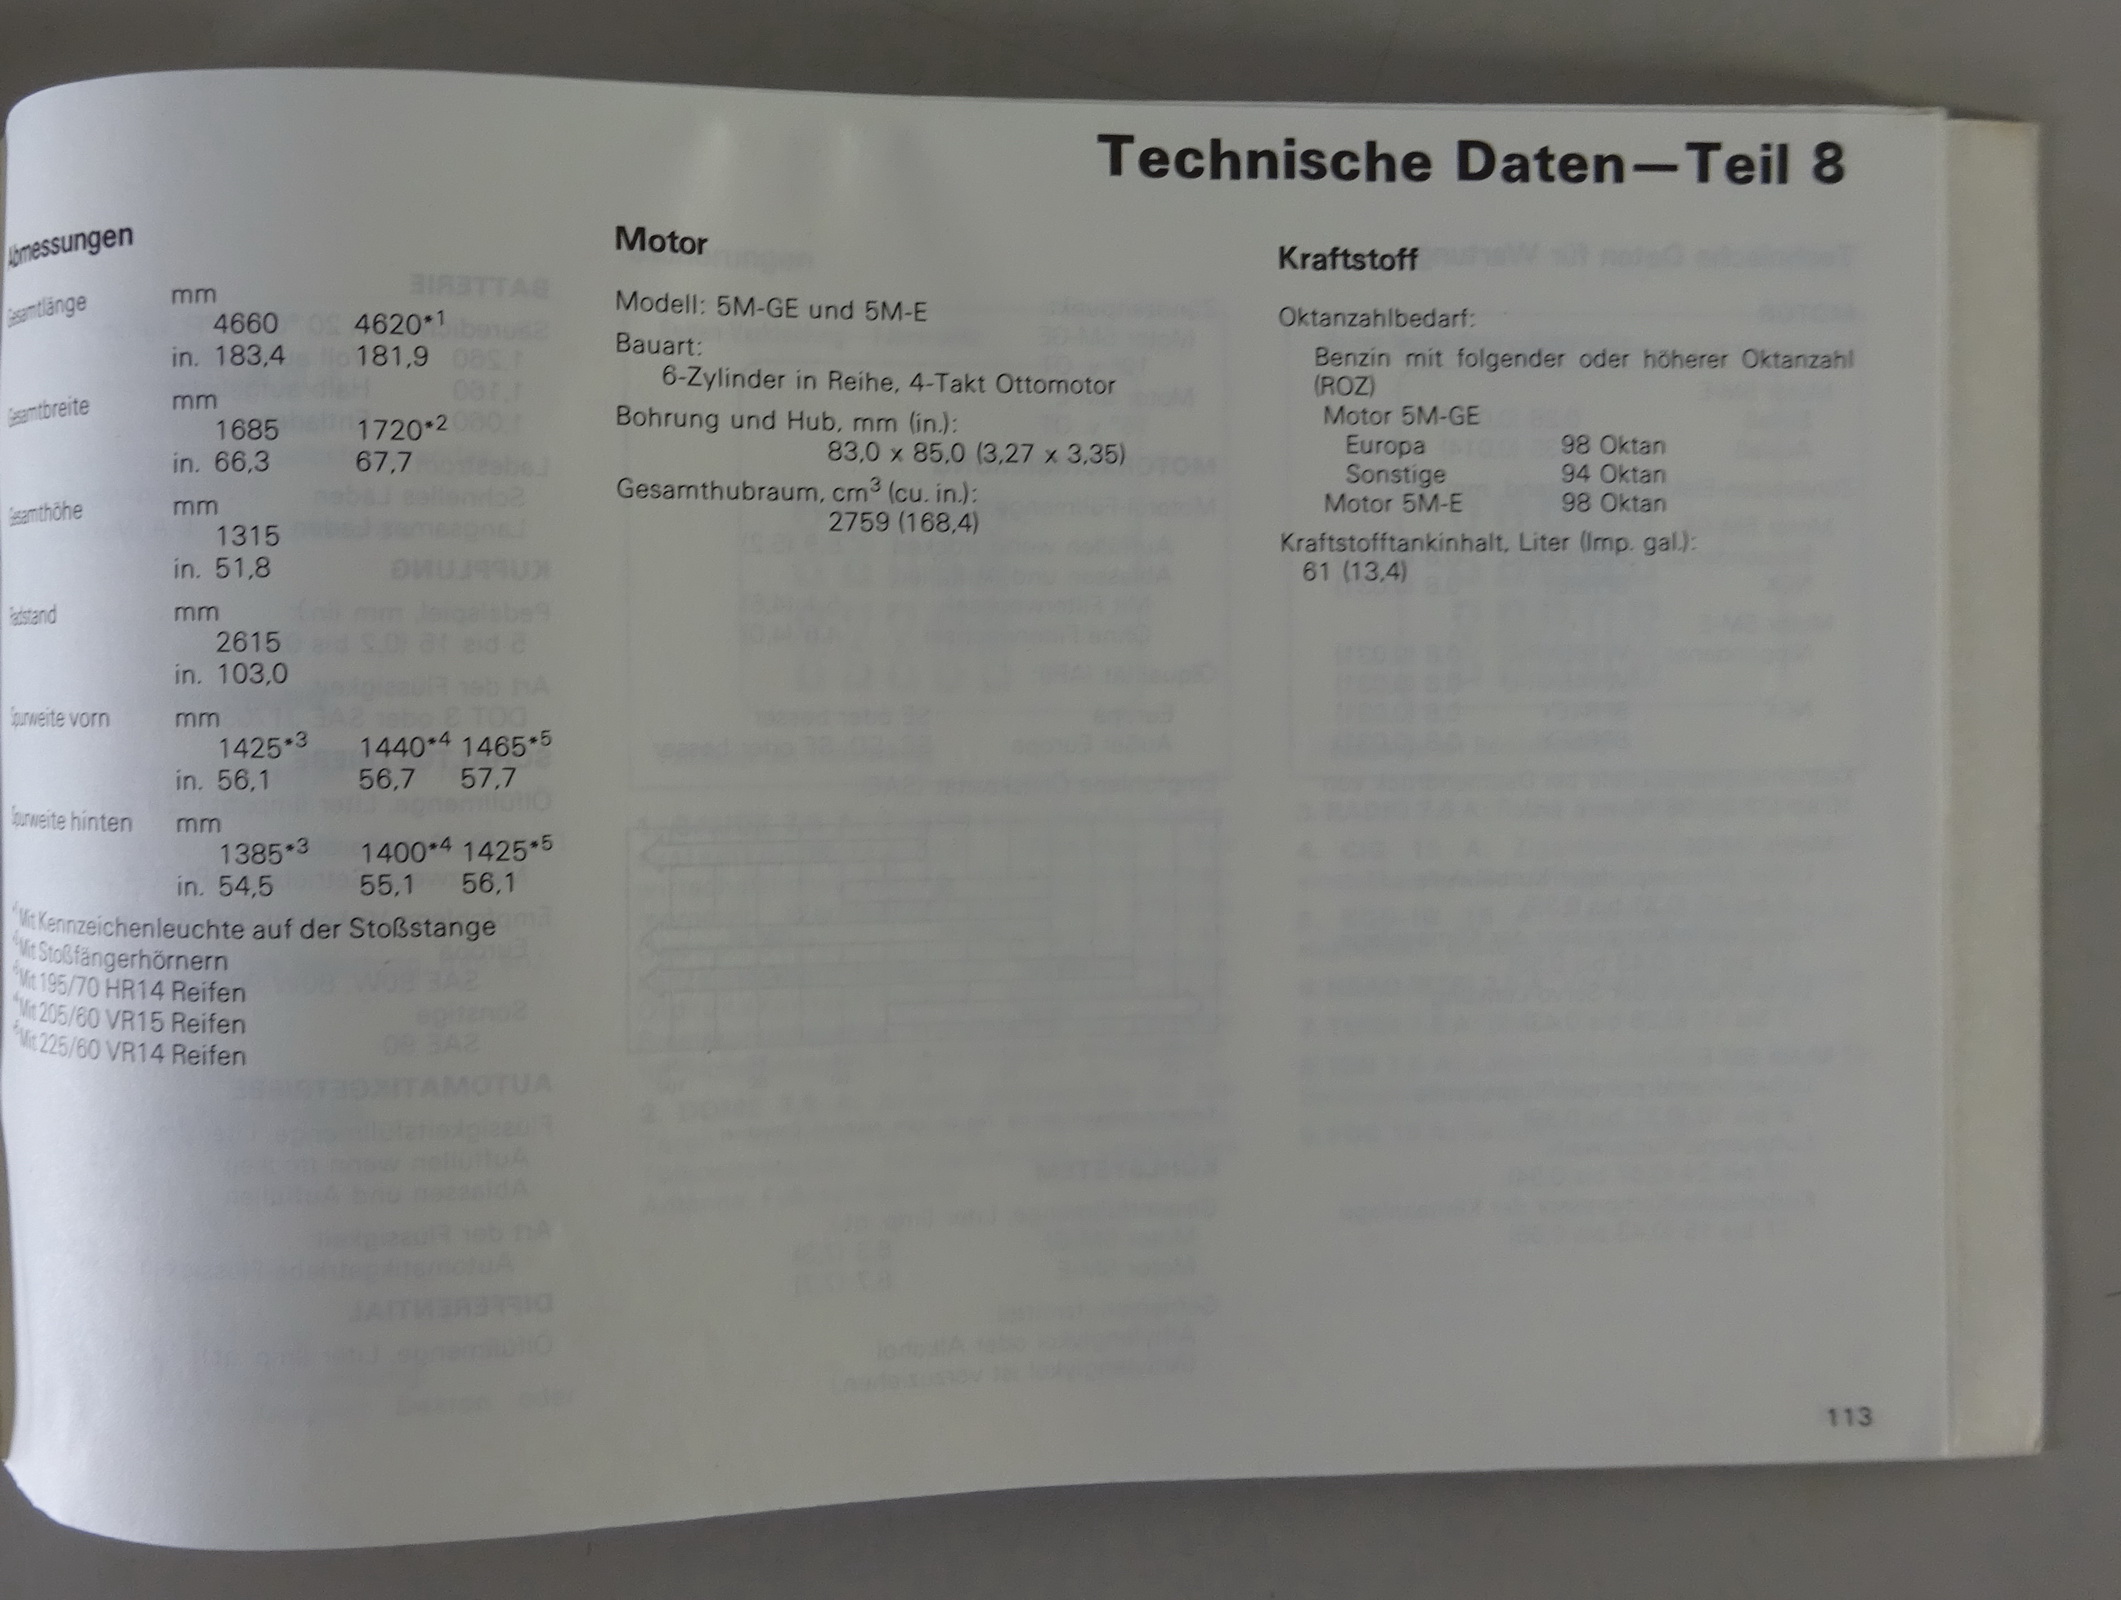 Technische Daten—Teil 8
Abmessungen
Gesamtlänge mm
4660 4620*1
in. 183,4 181,9
Gesamtbreite mm
1685 1720*2
in. 66,3 67,7
Gesamthöhe mm
1315
in. 51,8
Radstand mm
2615
in. 103,0
Spurweite vorn mm
1425*3 1440*4 1465*5
in. 56,1 56,7 57,7
Spurweite hinten mm
1385*3 1400*4 1425*5
in. 54,5 55,1 56,1
Mit Kennzeichenleuchte auf der Stoßstange
Mit Stoßfängerhörnern
Mit 195/70 HR14 Reifen
Mit 205/60 VR15 Reifen
Mit 225/60 VR14 Reifen
Motor
Modell: 5M-GE und 5M-E
Bauart:
6-Zylinder in Reihe, 4-Takt Ottomotor
Bohrung und Hub, mm (in.):
83,0 x 85,0 (3,27 x 3,35)
Gesamthubraum, cm³ (cu. in.):
2759 (168,4)
Kraftstoff
Oktanzahlbedarf:
Benzin mit folgender oder höherer Oktanzahl
(ROZ)
Motor 5M-GE
Europa 98 Oktan
Sonstige 94 Oktan
Motor 5M-E 98 Oktan
Kraftstofftankinhalt, Liter (Imp. gal.):
61 (13,4)
113